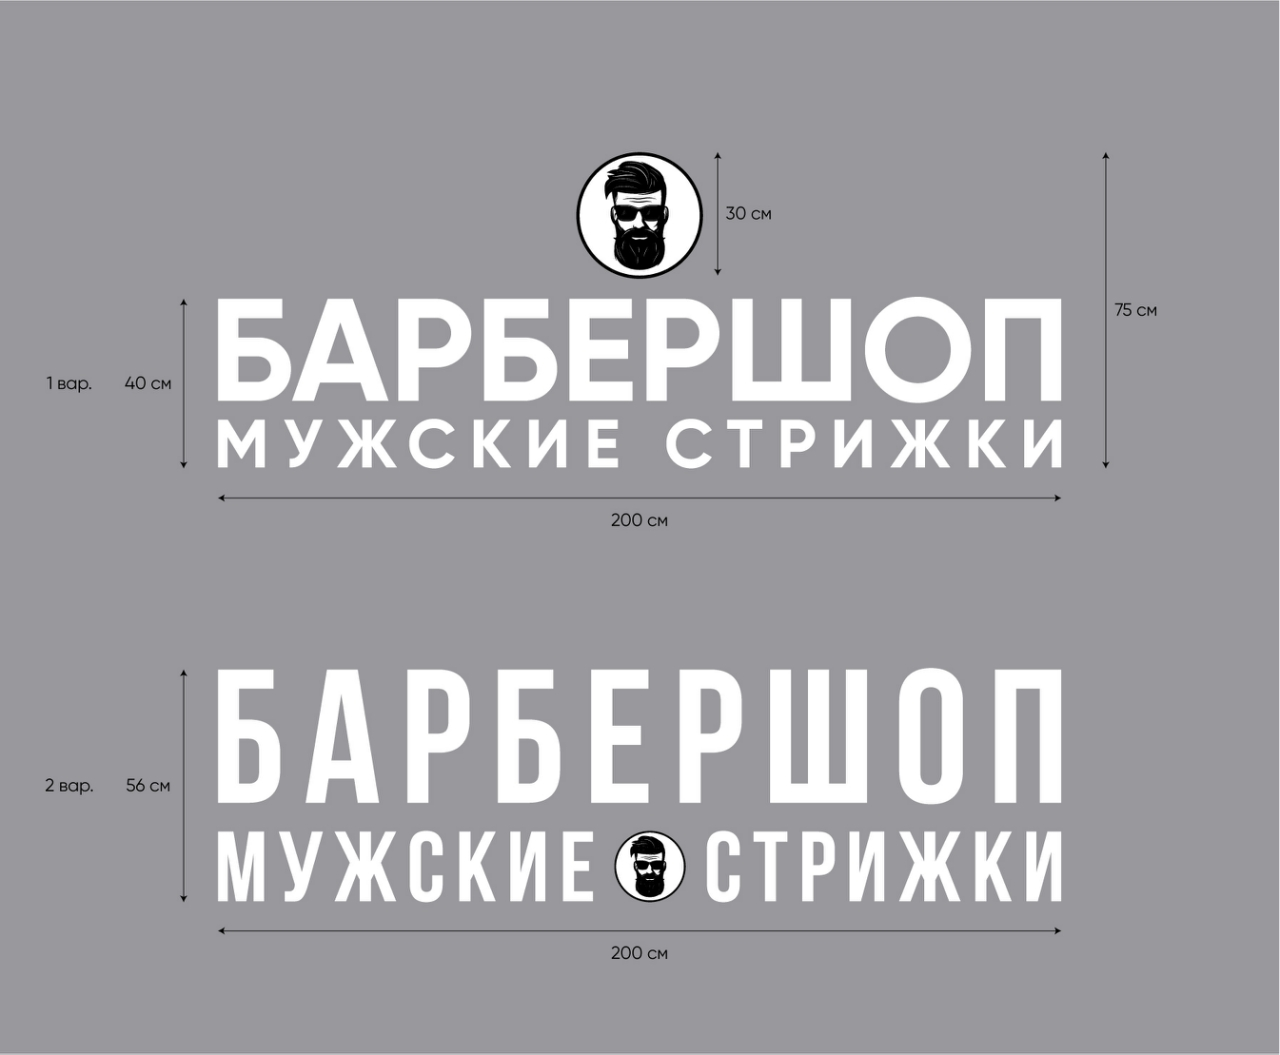 30 см
75 см
1 вар. 40 см
БАРБЕРШОП
МУЖСКИЕ СТРИЖКИ
200 см
2 вар. 56 см
БАРБЕРШОП
МУЖСКИЕ СТРИЖКИ
200 см